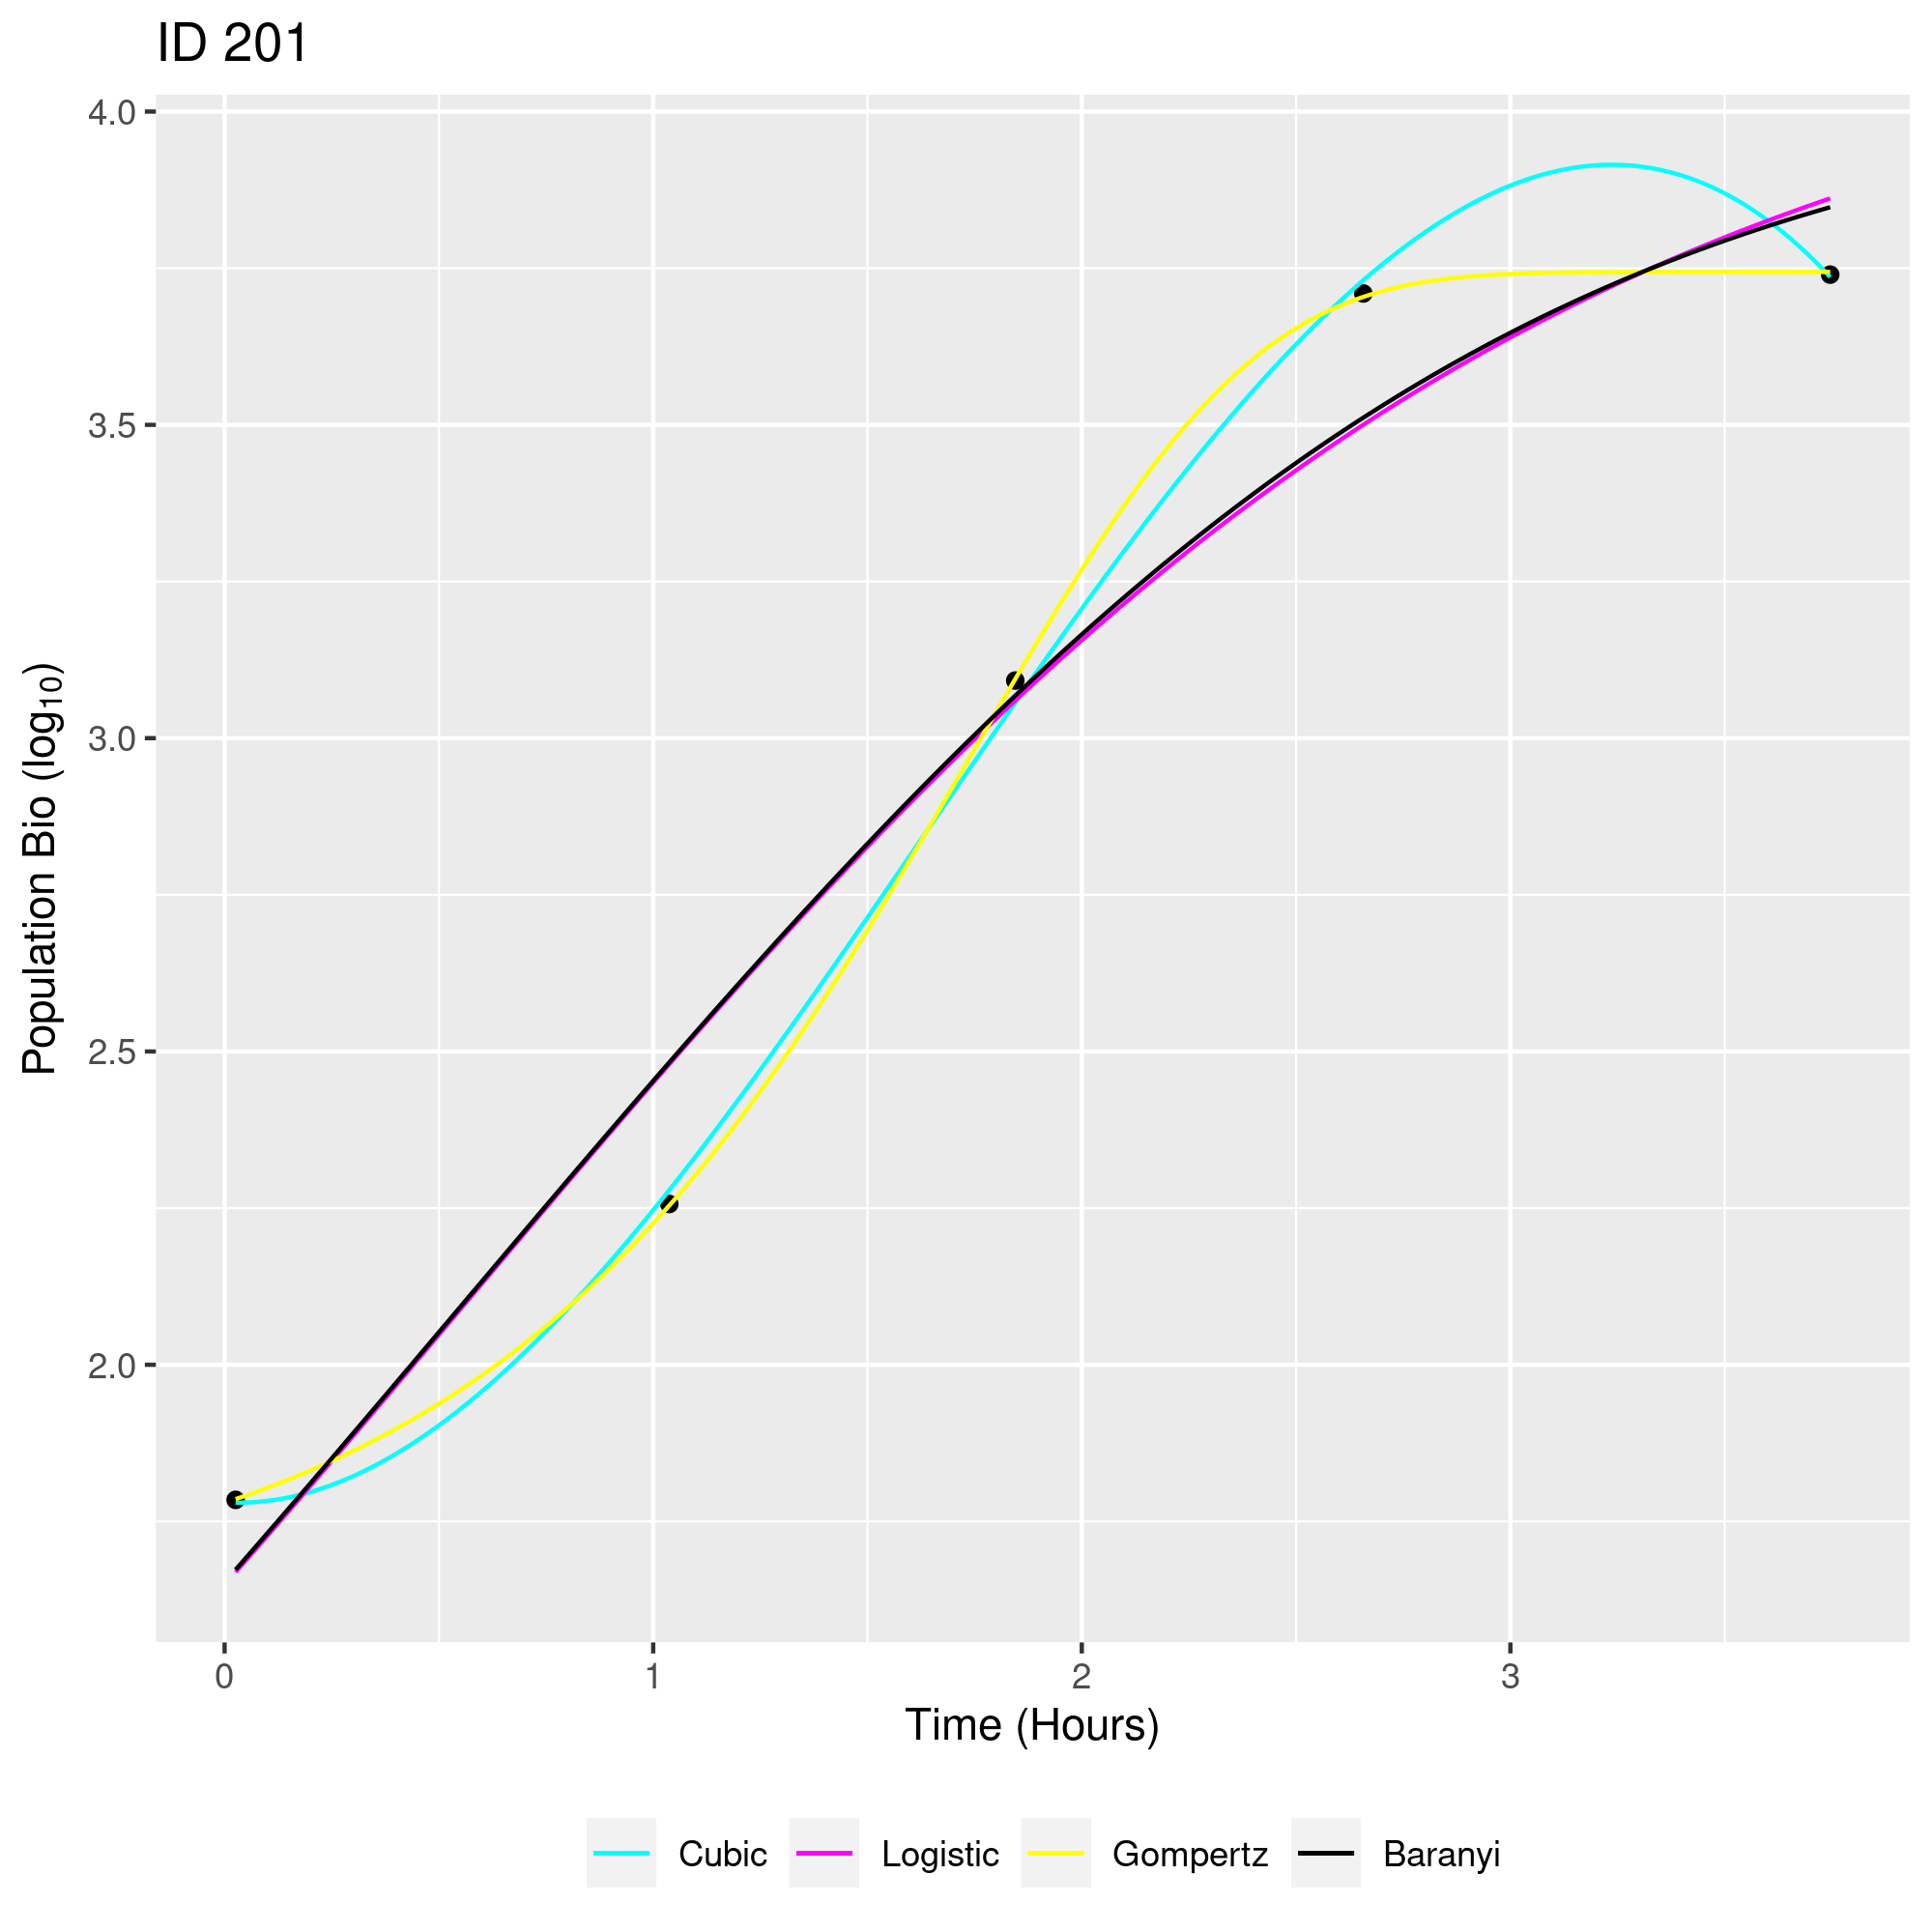 ID 201
4.0
3.5
3.0
2.5
2.0
Population Bio (log₁₀)
0 1 2 3
Time (Hours)
Cubic Logistic Gompertz Baranyi